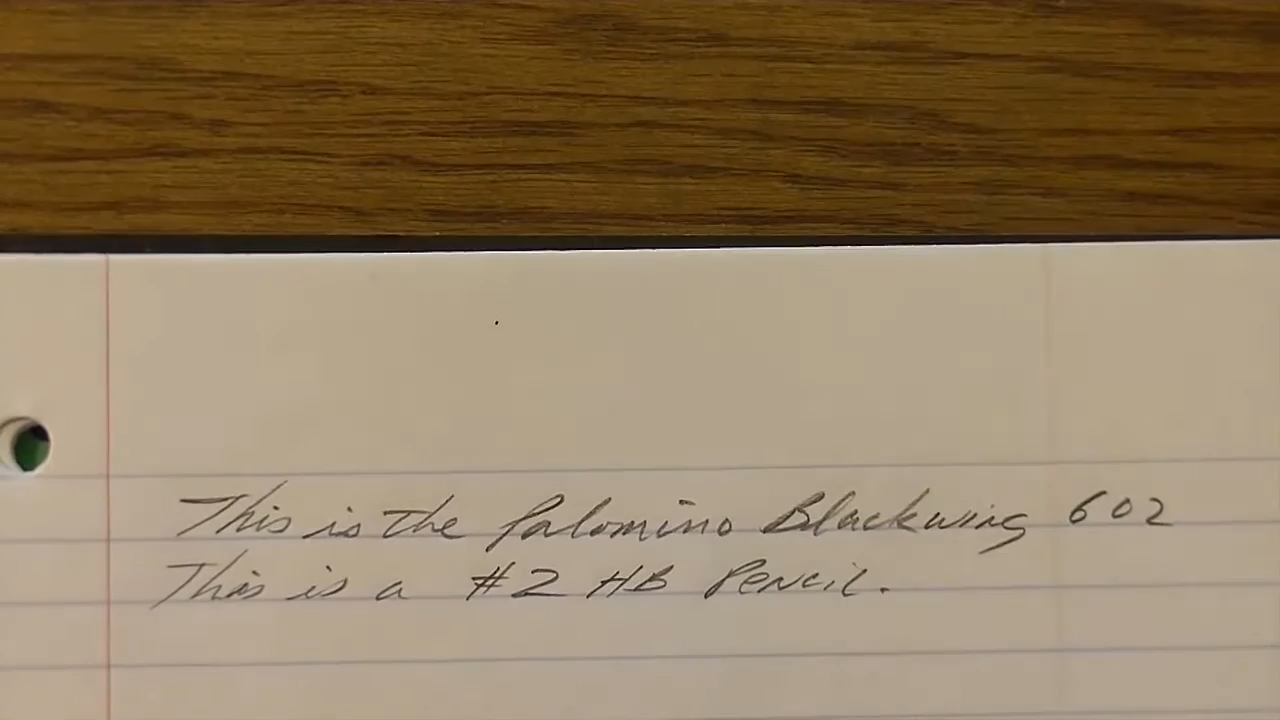 This is the Palomino Blackwing 602
This is a #2 HB Pencil.